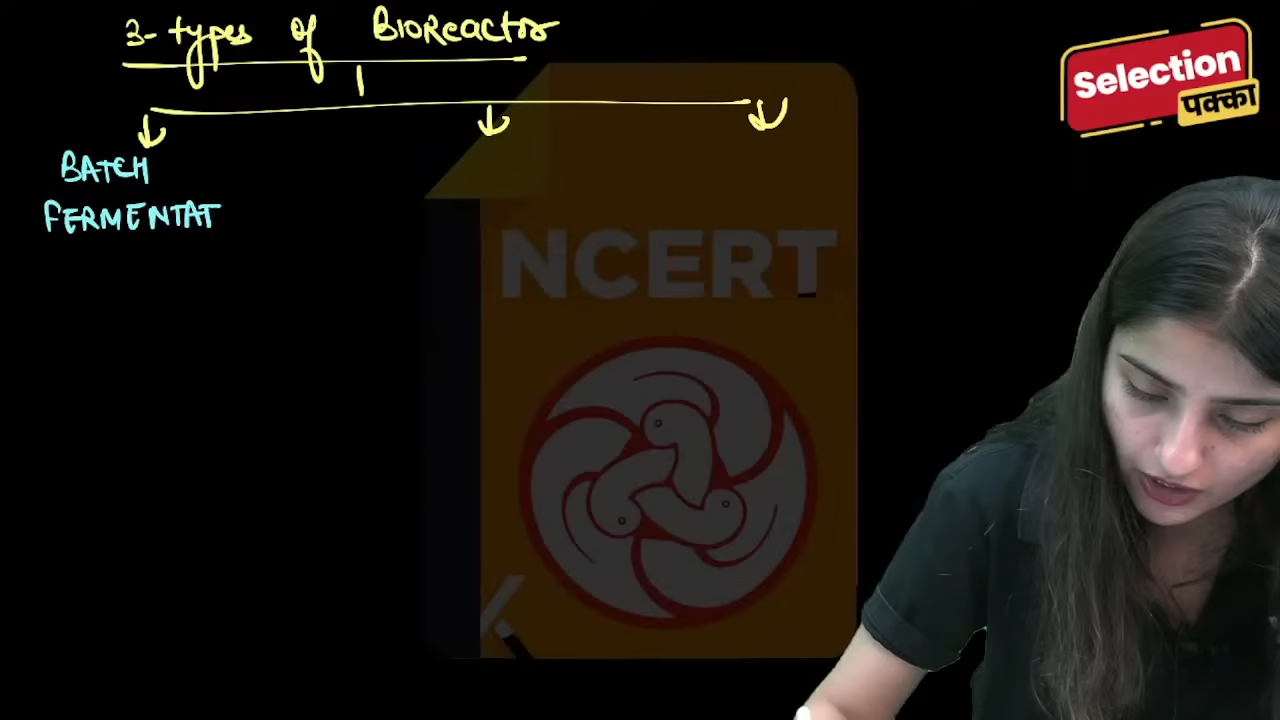 3- types of BIOReactor
BATCH
FERMENTAT
Selection
पक्का
NCERT